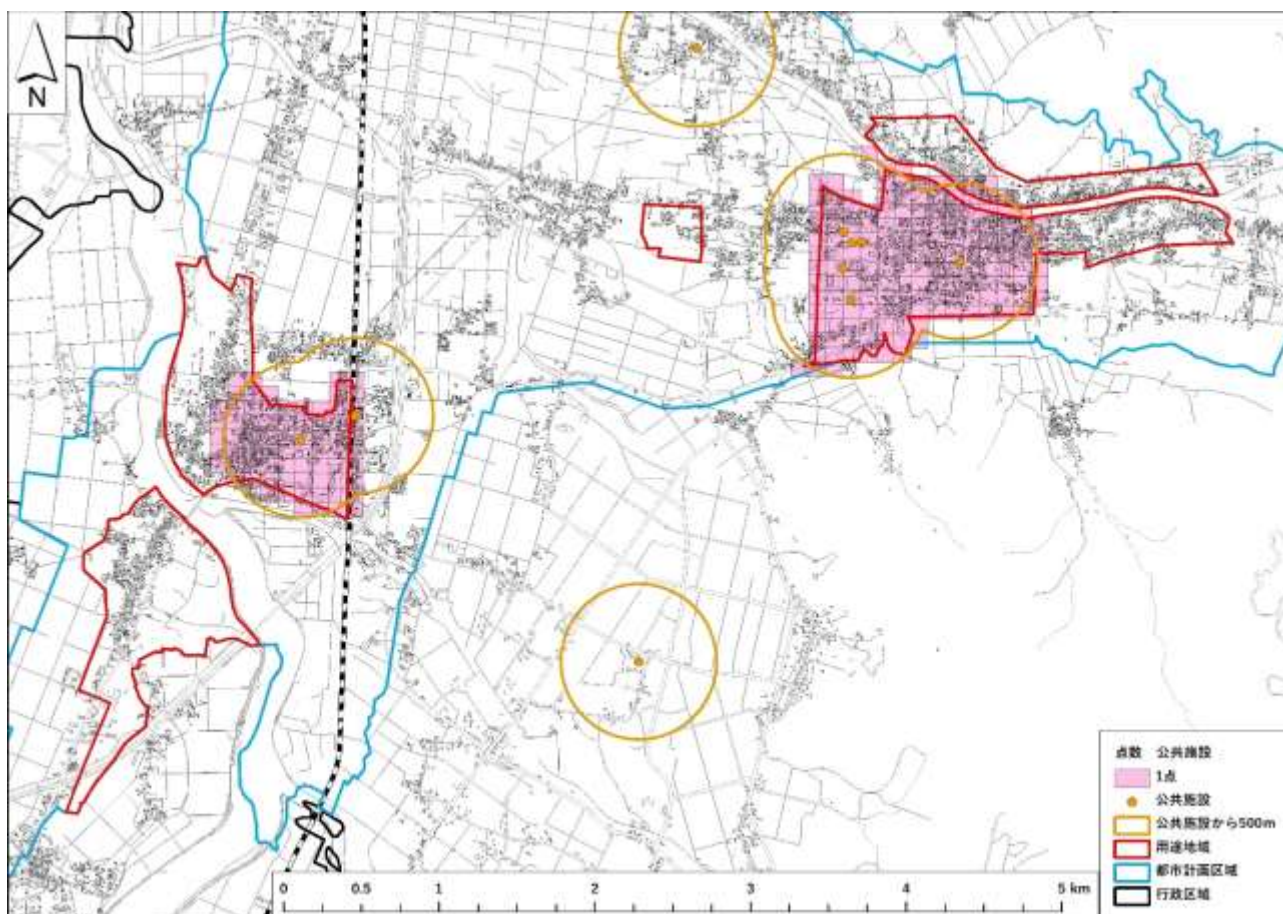 N
点数 公共施設
1点
公共施設
公共施設から500m
用途地域
都市計画区域
行政区域
0 0.5 1 2 3 4 5 km